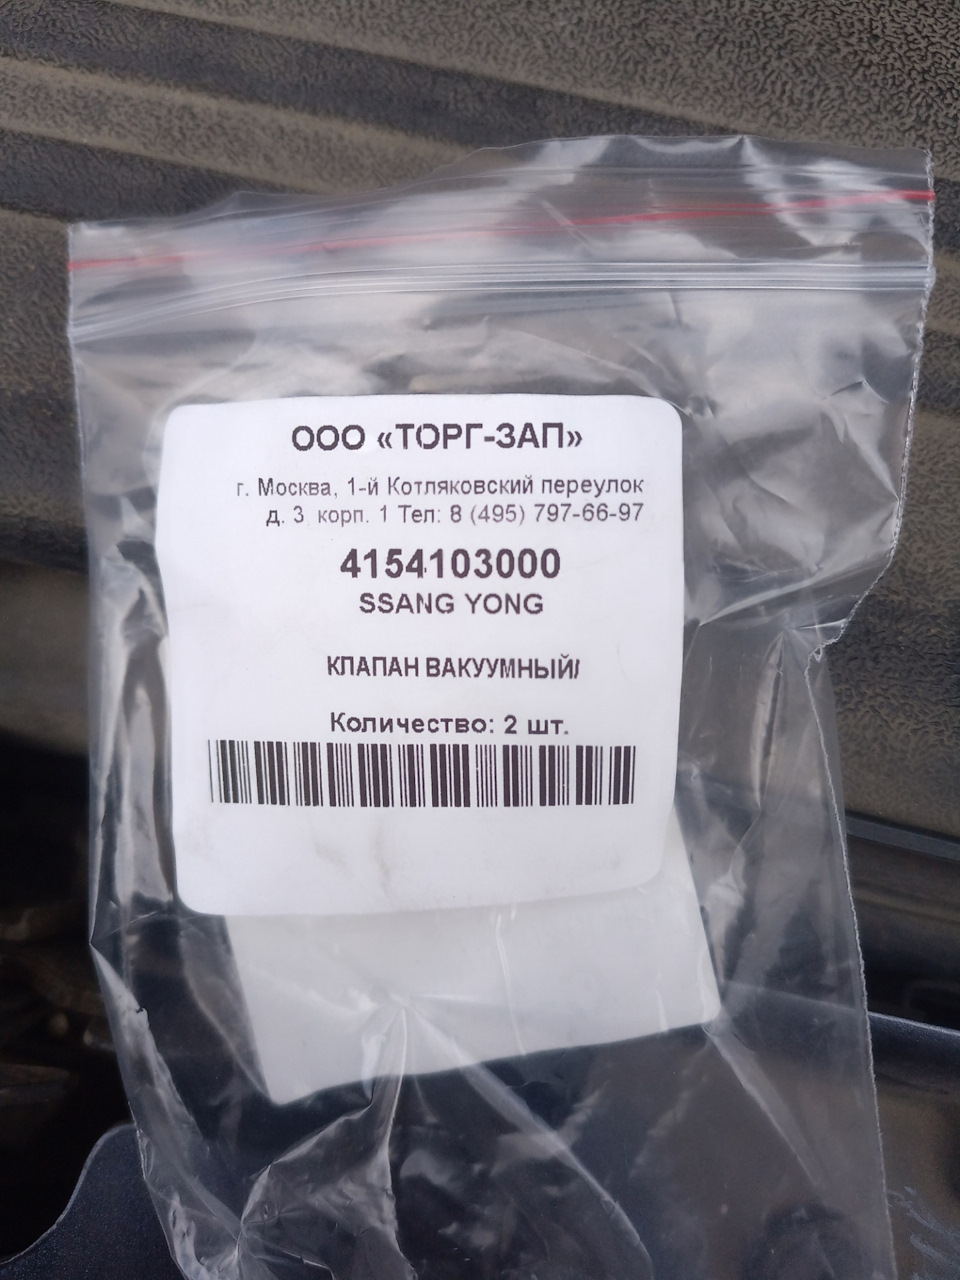 ООО «ТОРГ-ЗАП»
г. Москва, 1-й Котляковский переулок
д. 3, корп. 1 Тел: 8 (495) 797-66-97
4154103000
SSANG YONG
КЛАПАН ВАКУУМНЫЙ/
Количество: 2 шт.